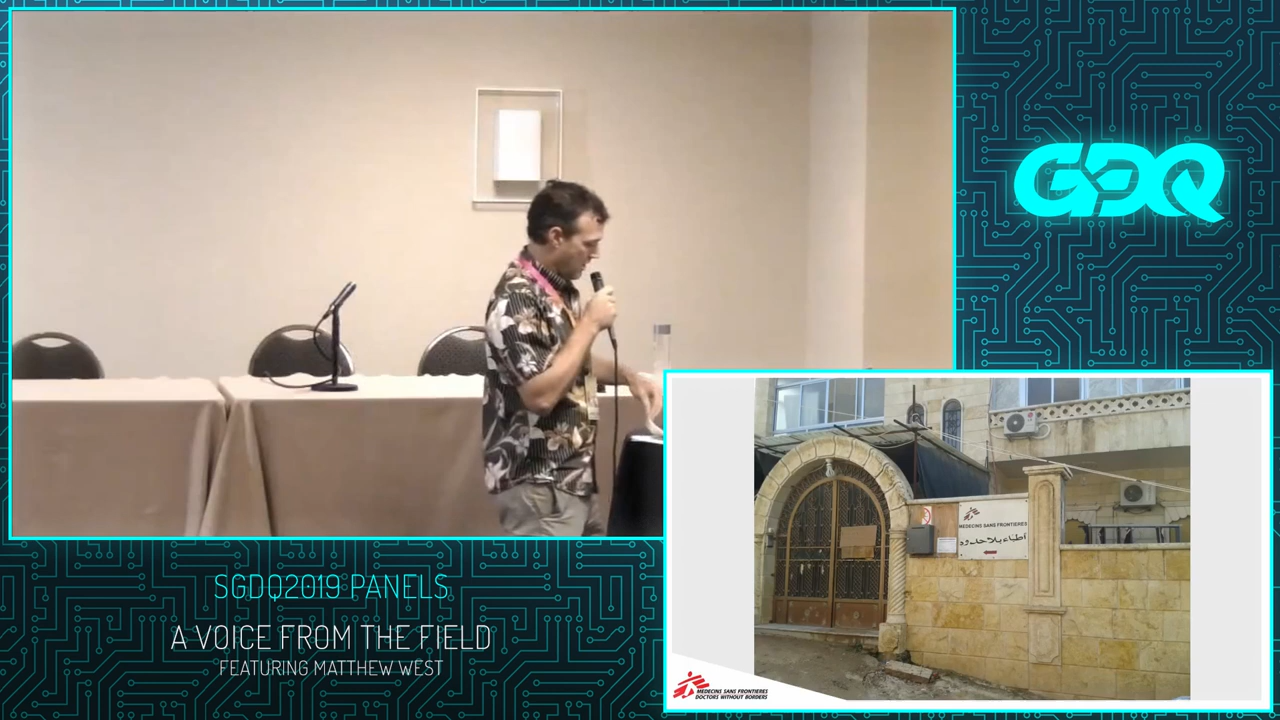 GDQ
MEDECINS SANS FRONTIERES
أطباء بلا حدود
MEDECINS SANS FRONTIERES
DOCTORS WITHOUT BORDERS
SGDQ2019 PANELS
A VOICE FROM THE FIELD
FEATURING MATTHEW WEST